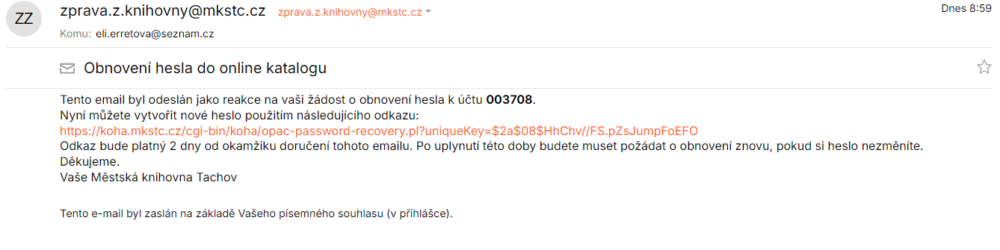 ZZ
zprava.z.knihovny@mkstc.cz zprava.z.knihovny@mkstc.cz
Dnes 8:59
Komu: eli.erretova@seznam.cz
Obnovení hesla do online katalogu
Tento email byl odeslán jako reakce na vaši žádost o obnovení hesla k účtu 003708.
Nyní můžete vytvořit nové heslo použitím následujícího odkazu:
https://koha.mkstc.cz/cgi-bin/koha/opac-password-recovery.pl?uniqueKey=$2a$08$HhChv//FS.pZsJumpFoEFO
Odkaz bude platný 2 dny od okamžiku doručení tohoto emailu. Po uplynutí této doby budete muset požádat o obnovení znovu, pokud si heslo nezměníte.
Děkujeme.
Vaše Městská knihovna Tachov
Tento e-mail byl zaslán na základě Vašeho písemného souhlasu (v přihlášce).